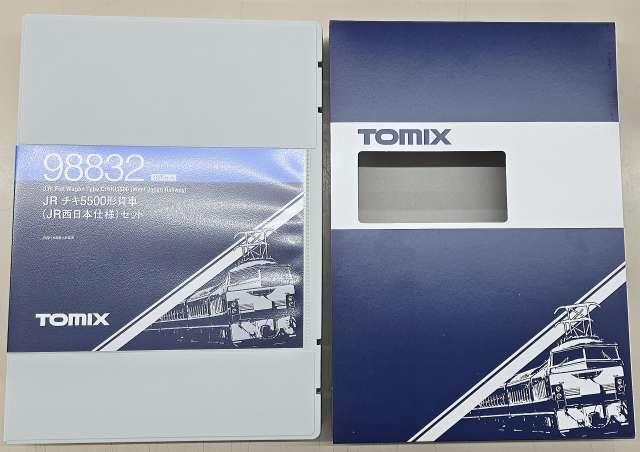 98832
J.R. Flat Wagon Type CHIKI5500 (West Japan Railway)
JR チキ5500形貨車
(JR西日本仕様)セット
TOMIX
TOMIX